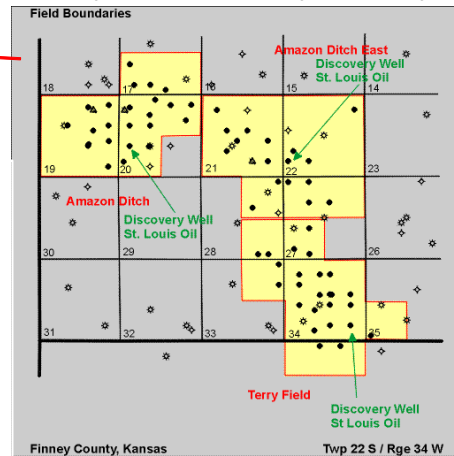 Field Boundaries
Amazon Ditch East
Discovery Well
St. Louis Oil
18
17
16
15
14
19
20
21
22
23
Amazon Ditch
Discovery Well
St. Louis Oil
30
29
28
27
26
31
32
33
34
35
Terry Field
Discovery Well
St Louis Oil
Finney County, Kansas
Twp 22 S / Rge 34 W